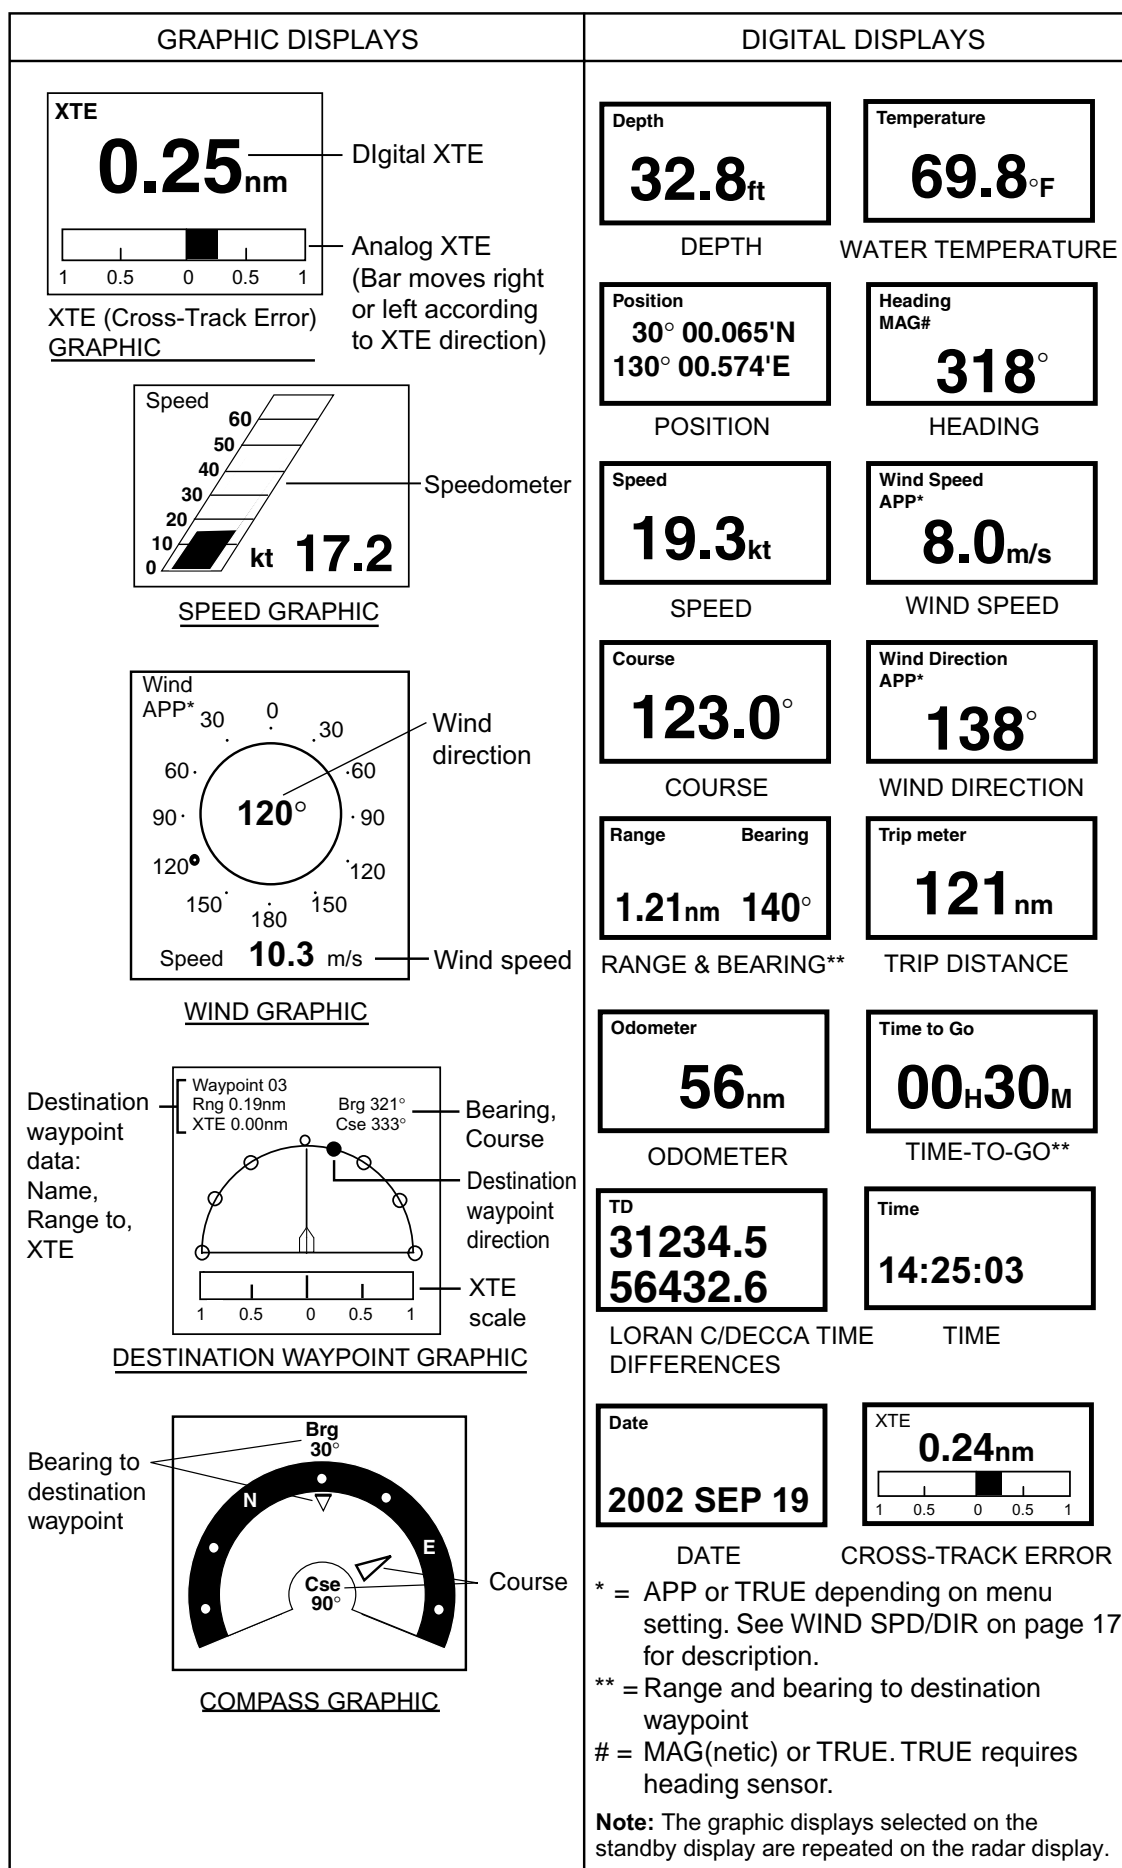 GRAPHIC DISPLAYS
XTE
0.25nm
DIgital XTE
1 0.5 0 0.5 1
Analog XTE
(Bar moves right
or left according
to XTE direction)
XTE (Cross-Track Error)
GRAPHIC
Speed
60
50
40
30
20
10
0
kt 17.2
Speedometer
SPEED GRAPHIC
Wind
APP*
0
30 30
60 60
90 90
120 120
150 150
180
120°
Wind
direction
Speed 10.3 m/s
Wind speed
WIND GRAPHIC
Destination
waypoint
data:
Name,
Range to,
XTE
Waypoint 03
Rng 0.19nm Brg 321°
XTE 0.00nm Cse 333°
Bearing,
Course
Destination
waypoint
direction
1 0.5 0 0.5 1
XTE
scale
DESTINATION WAYPOINT GRAPHIC
Bearing to
destination
waypoint
Brg
30°
N
E
Cse
90°
Course
COMPASS GRAPHIC
DIGITAL DISPLAYS
Depth
32.8ft
DEPTH
Temperature
69.8°F
WATER TEMPERATURE
Position
30° 00.065'N
130° 00.574'E
POSITION
Heading
MAG#
318°
HEADING
Speed
19.3kt
SPEED
Wind Speed
APP*
8.0m/s
WIND SPEED
Course
123.0°
COURSE
Wind Direction
APP*
138°
WIND DIRECTION
Range Bearing
1.21nm 140°
RANGE & BEARING**
Trip meter
121nm
TRIP DISTANCE
Odometer
56nm
ODOMETER
Time to Go
00H30M
TIME-TO-GO**
TD
31234.5
56432.6
LORAN C/DECCA TIME
DIFFERENCES
Time
14:25:03
TIME
Date
2002 SEP 19
DATE
XTE
0.24nm
1 0.5 0 0.5 1
CROSS-TRACK ERROR
* = APP or TRUE depending on menu
setting. See WIND SPD/DIR on page 17
for description.
** = Range and bearing to destination
waypoint
# = MAG(netic) or TRUE. TRUE requires
heading sensor.
Note: The graphic displays selected on the
standby display are repeated on the radar display.